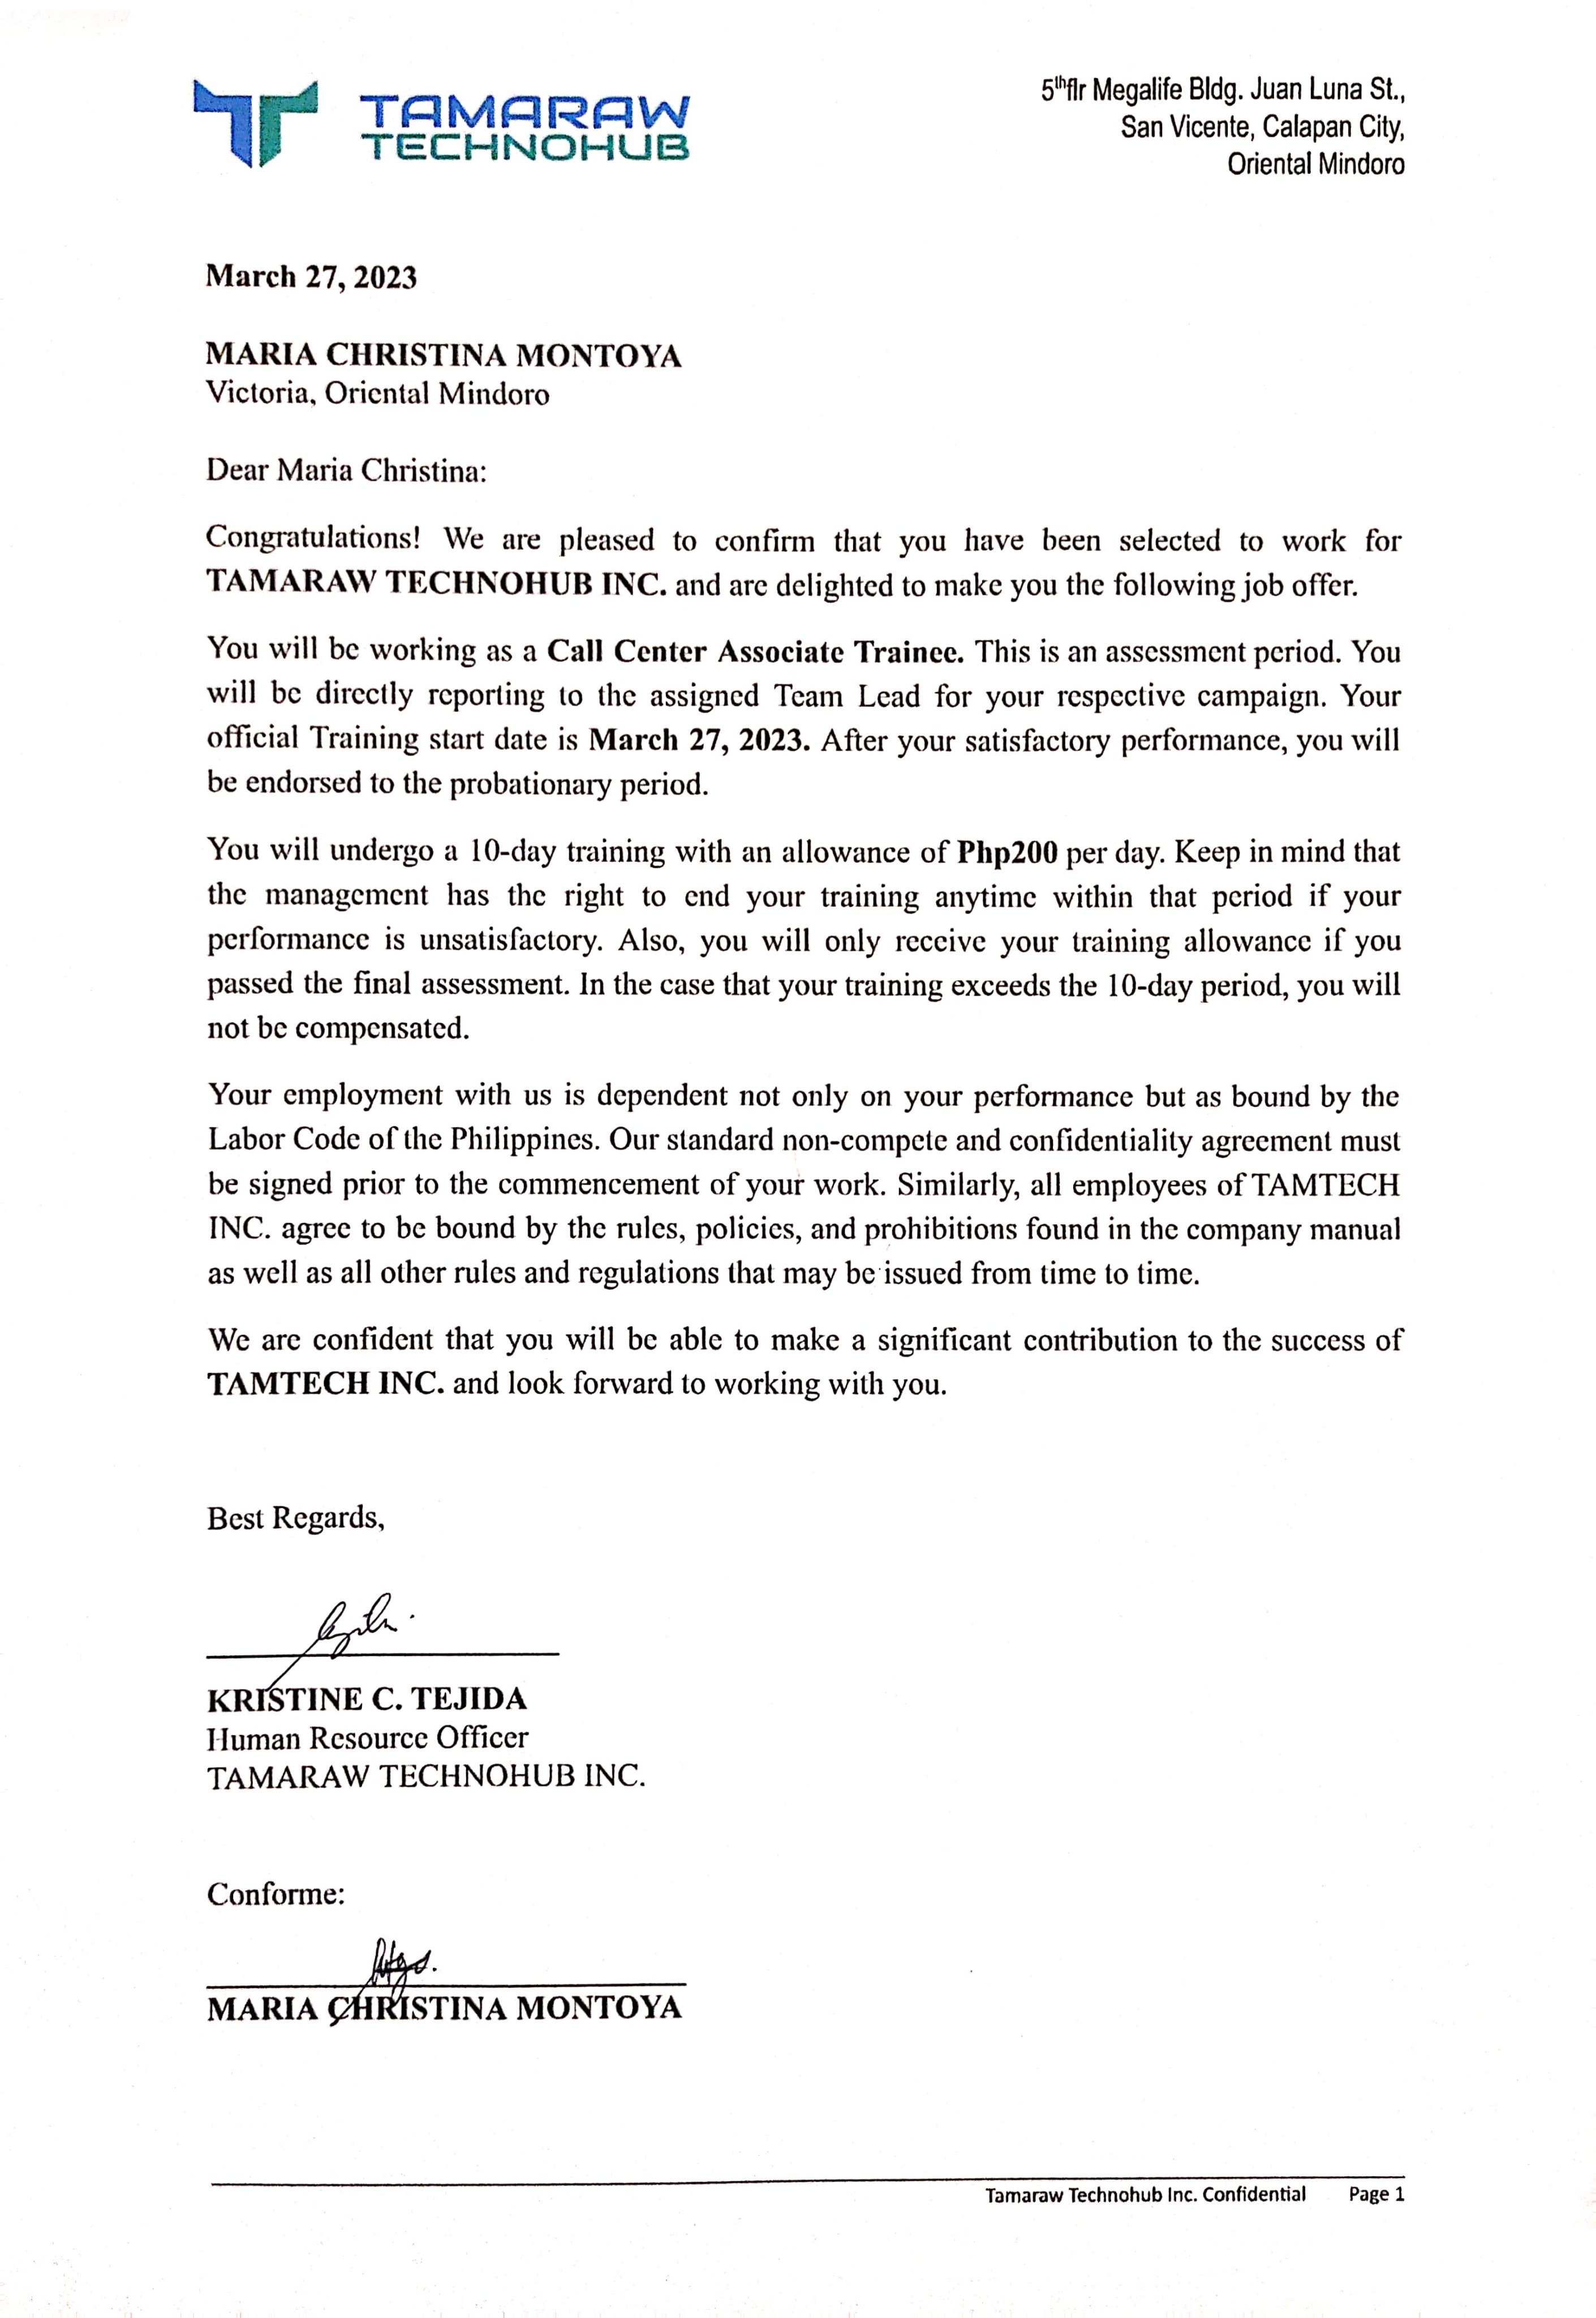 TAMARAW
TECHNOHUB
5thflr Megalife Bldg. Juan Luna St.,
San Vicente, Calapan City,
Oriental Mindoro
March 27, 2023
MARIA CHRISTINA MONTOYA
Victoria, Oriental Mindoro
Dear Maria Christina:
Congratulations! We are pleased to confirm that you have been selected to work for
TAMARAW TECHNOHUB INC. and are delighted to make you the following job offer.
You will be working as a Call Center Associate Trainee. This is an assessment period. You
will be directly reporting to the assigned Team Lead for your respective campaign. Your
official Training start date is March 27, 2023. After your satisfactory performance, you will
be endorsed to the probationary period.
You will undergo a 10-day training with an allowance of Php200 per day. Keep in mind that
the management has the right to end your training anytime within that period if your
performance is unsatisfactory. Also, you will only receive your training allowance if you
passed the final assessment. In the case that your training exceeds the 10-day period, you will
not be compensated.
Your employment with us is dependent not only on your performance but as bound by the
Labor Code of the Philippines. Our standard non-compete and confidentiality agreement must
be signed prior to the commencement of your work. Similarly, all employees of TAMTECH
INC. agree to be bound by the rules, policies, and prohibitions found in the company manual
as well as all other rules and regulations that may be issued from time to time.
We are confident that you will be able to make a significant contribution to the success of
TAMTECH INC. and look forward to working with you.
Best Regards,
KRISTINE C. TEJIDA
Human Resource Officer
TAMARAW TECHNOHUB INC.
Conforme:
MARIA CHRISTINA MONTOYA
Tamaraw Technohub Inc. Confidential Page 1